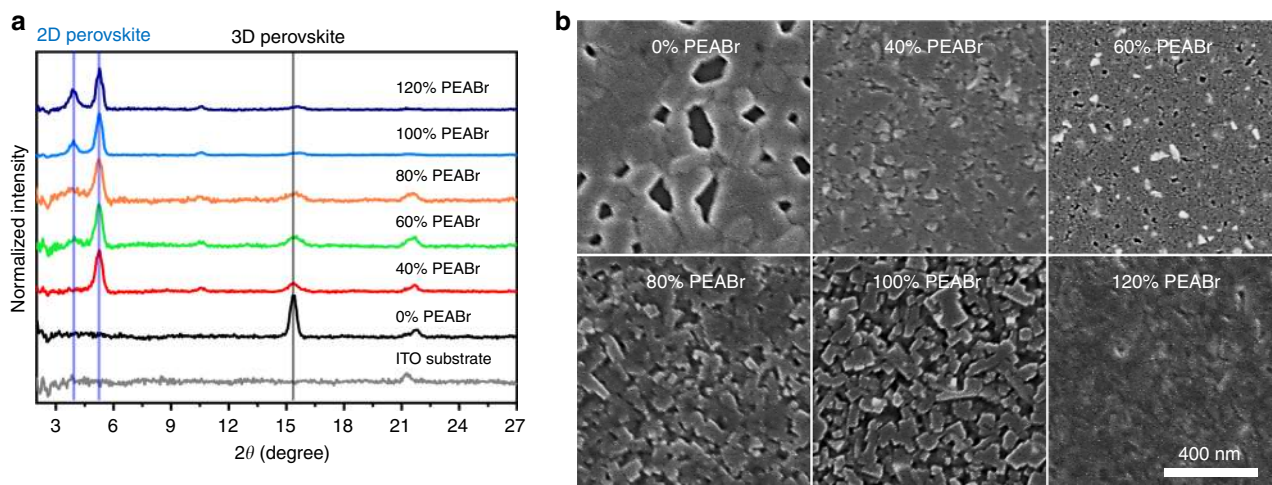 a
2D perovskite
3D perovskite
Normalized intensity
120% PEABr
100% PEABr
80% PEABr
60% PEABr
40% PEABr
0% PEABr
ITO substrate
3 6 9 12 15 18 21 24 27
2θ (degree)
b
0% PEABr
40% PEABr
60% PEABr
80% PEABr
100% PEABr
120% PEABr
400 nm